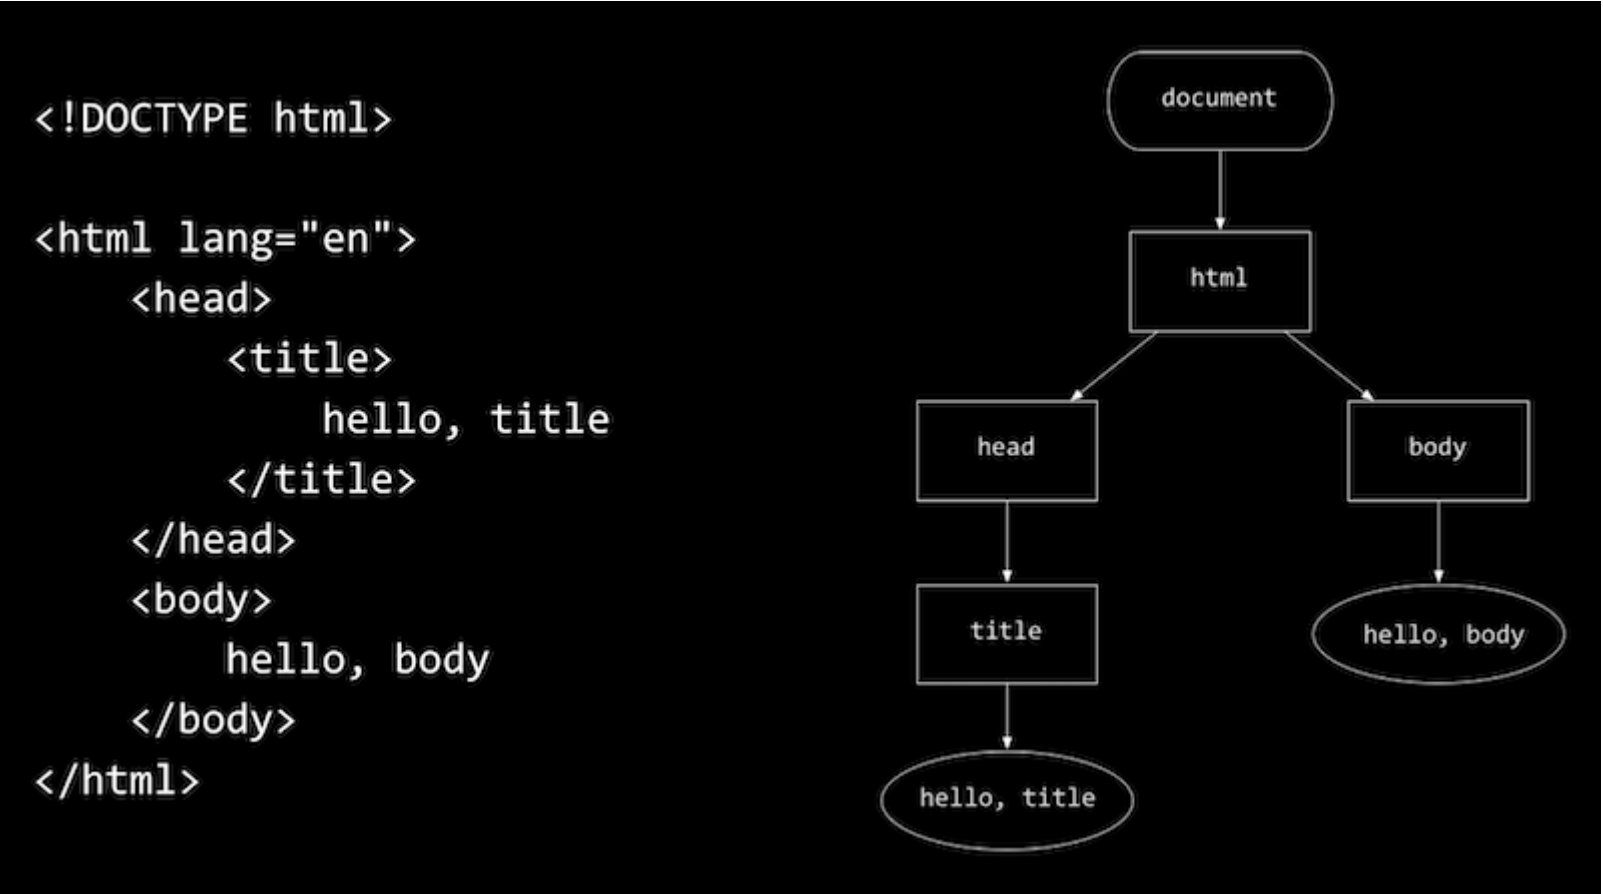 <!DOCTYPE html>
<html lang="en">
    <head>
        <title>
            hello, title
        </title>
    </head>
    <body>
        hello, body
    </body>
</html>
document
html
head
body
title
hello, body
hello, title